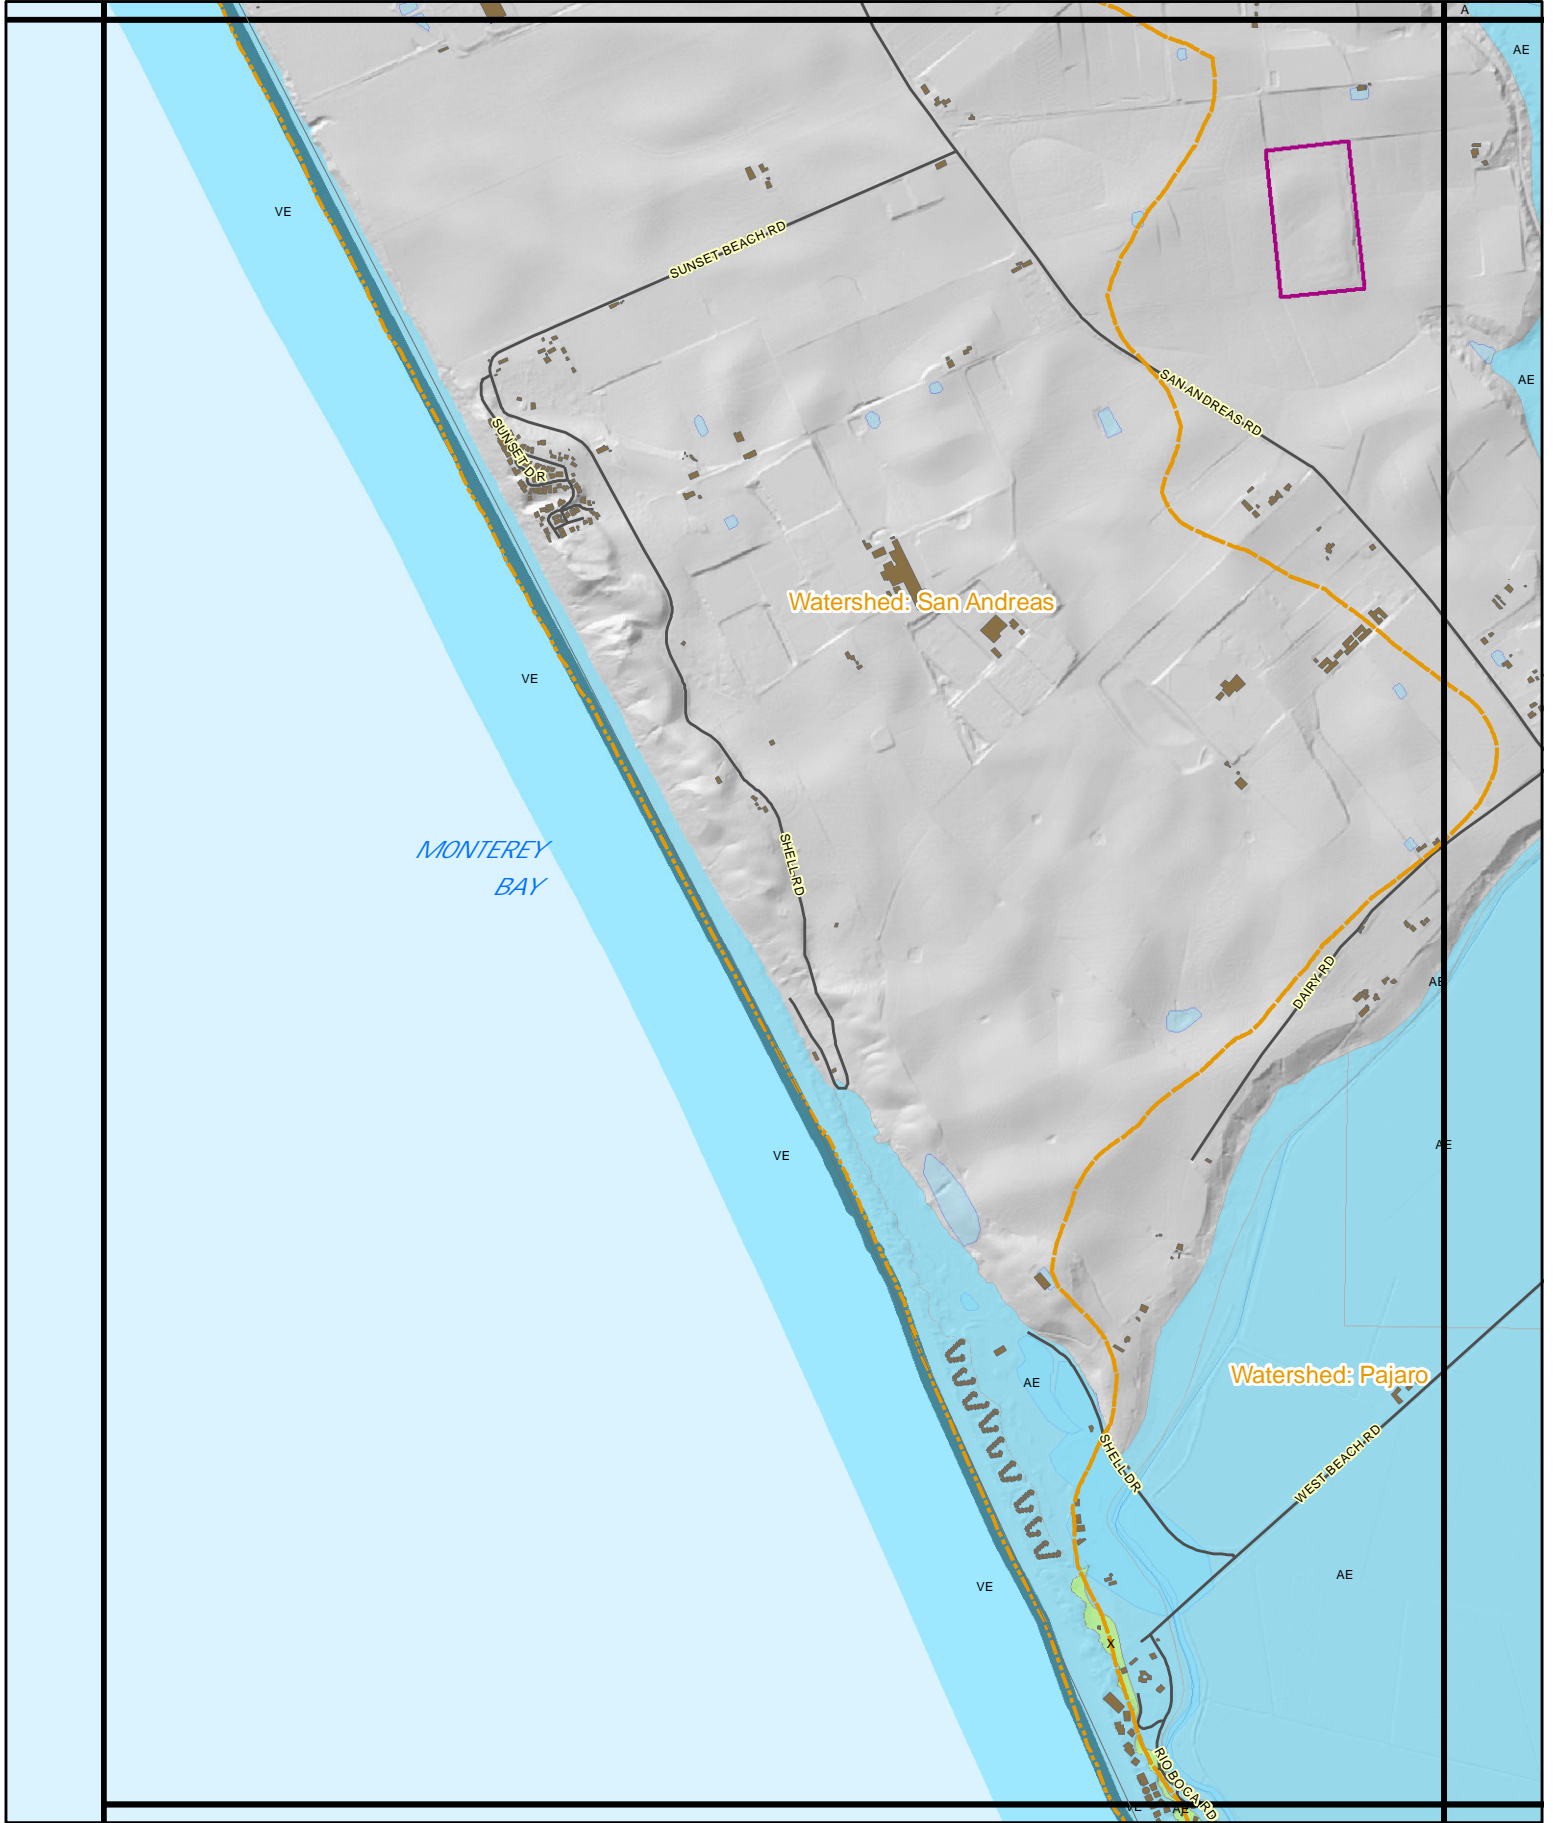 A
AE
VE
SUNSET BEACH RD
SAN ANDREAS RD
AE
SUNSET DR
Watershed: San Andreas
VE
MONTEREY
BAY
SHELL RD
DAIRY RD
AE
AE
VE
Watershed: Pajaro
AE
SHELL DR
WEST BEACH RD
AE
VE
X
RIO BOCA RD
VE
AE